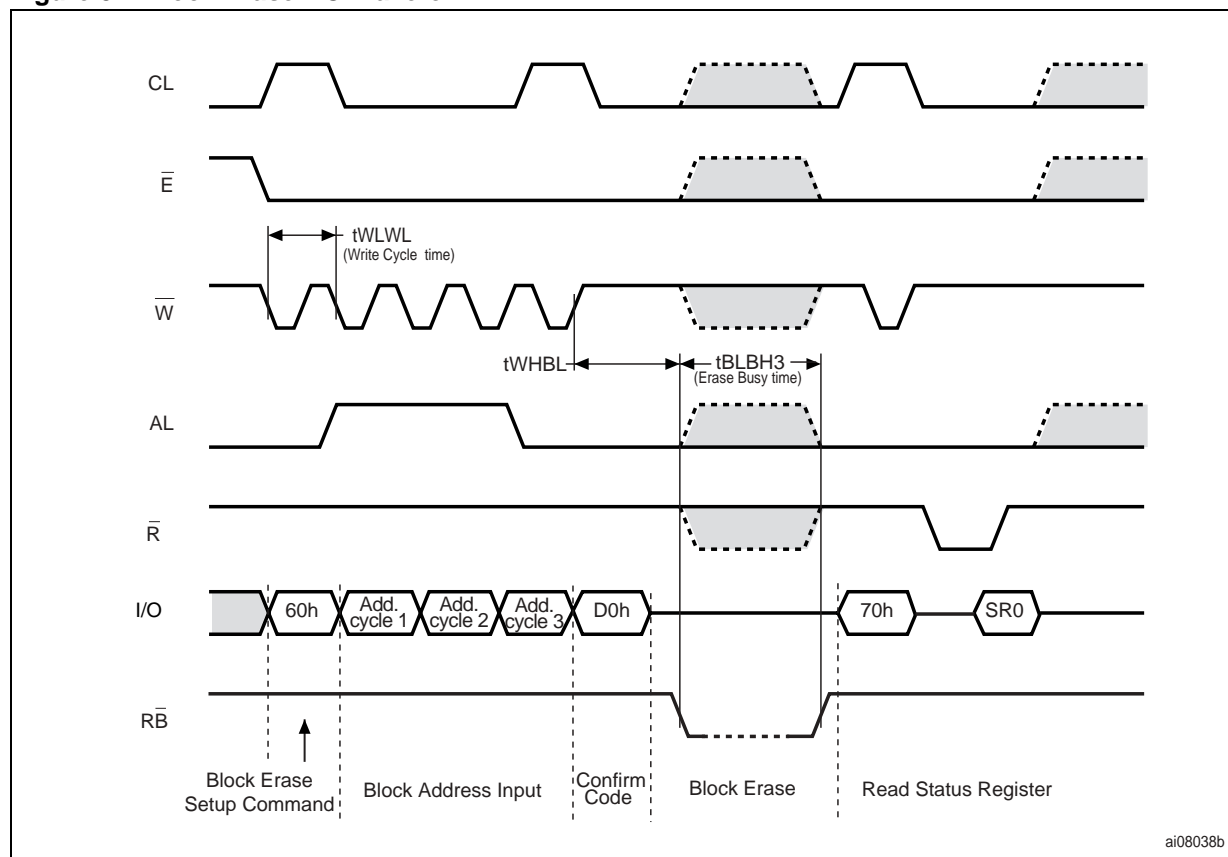 CL
E̅
tWLWL
(Write Cycle time)
W̅
tWHBL
tBLBH3
(Erase Busy time)
AL
R̅
I/O
60h
Add.
cycle 1
Add.
cycle 2
Add.
cycle 3
D0h
70h
SR0
RB̅
Block Erase
Setup Command
Block Address Input
Confirm
Code
Block Erase
Read Status Register
ai08038b